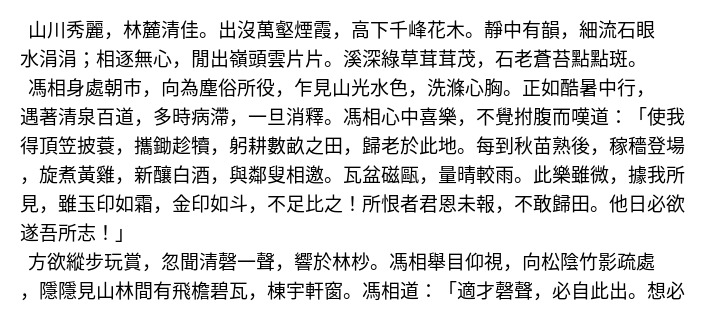 山川秀麗，林麓清佳。出沒萬壑煙霞，高下千峰花木。靜中有韻，細流石眼
水涓涓；相逐無心，閒出嶺頭雲片片。溪深綠草茸茸茂，石老蒼苔點點斑。
馮相身處朝市，向為塵俗所役，乍見山光水色，洗滌心胸。正如酷暑中行，
遇著清泉百道，多時病滯，一旦消釋。馮相心中喜樂，不覺拊腹而嘆道：「使我
得頂笠披蓑，攜鋤趁犢，躬耕數畝之田，歸老於此地。每到秋苗熟後，稼穡登場
，旋煮黃雞，新釀白酒，與鄰叟相邀。瓦盆磁甌，量晴較雨。此樂雖微，據我所
見，雖玉印如霜，金印如斗，不足比之！所恨者君恩未報，不敢歸田。他日必欲
遂吾所志！」
方欲縱步玩賞，忽聞清磬一聲，響於林杪。馮相舉目仰視，向松陰竹影疏處
，隱隱見山林間有飛檐碧瓦，棟宇軒窗。馮相道：「適才磬聲，必自此出。想必